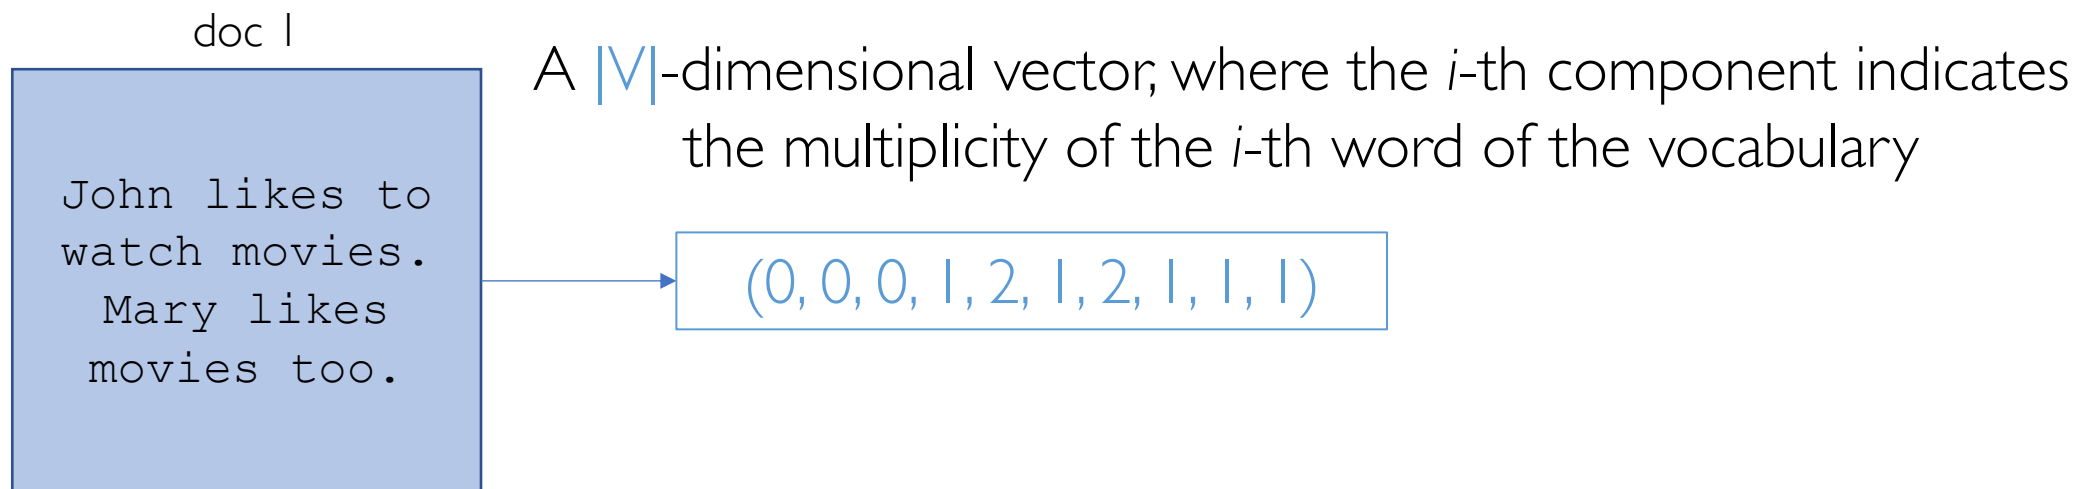 doc 1
A |V|-dimensional vector, where the i-th component indicates
the multiplicity of the i-th word of the vocabulary
John likes to
watch movies.
Mary likes
movies too.
(0, 0, 0, 1, 2, 1, 2, 1, 1, 1)